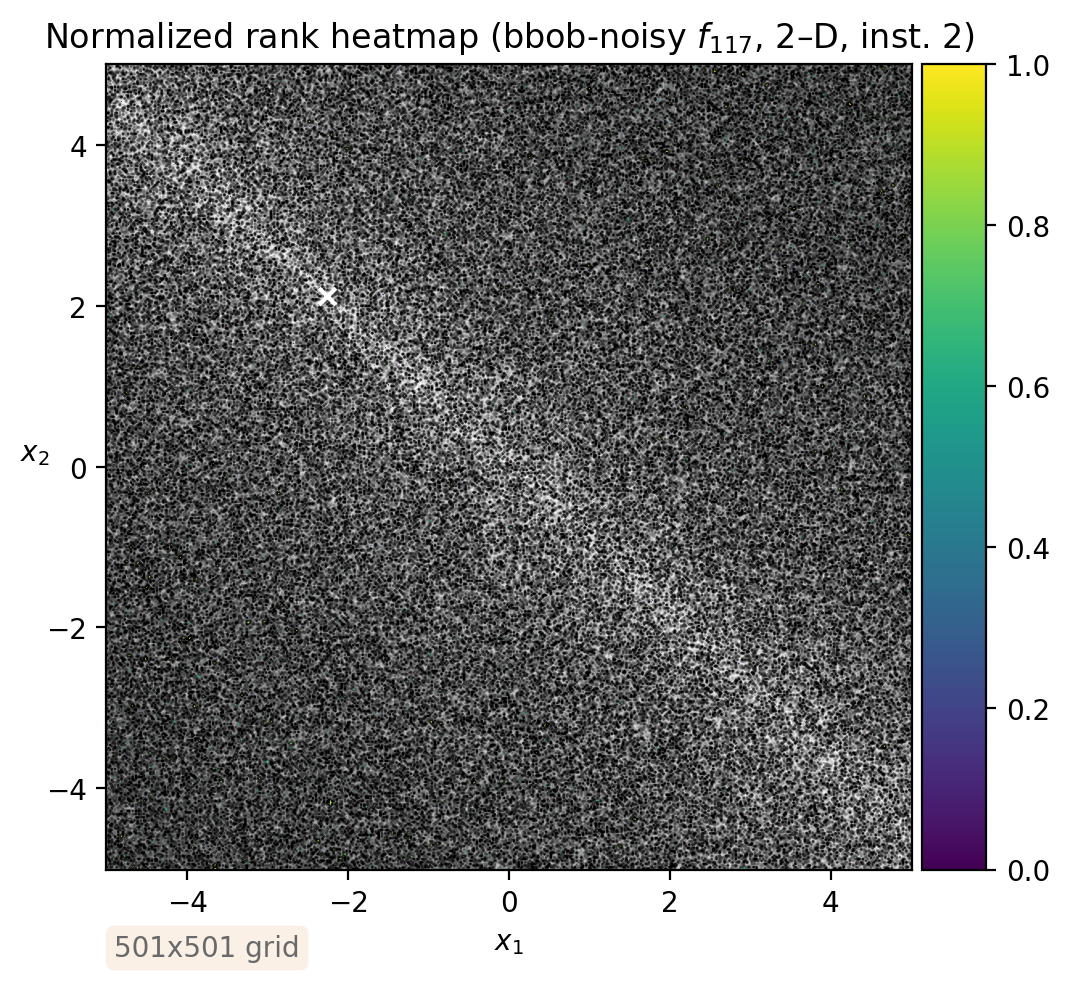 Normalized rank heatmap (bbob-noisy f₁₁₇, 2–D, inst. 2)
1.0
4
0.8
2
0.6
x₂
0
0.4
−2
0.2
−4
0.0
−4 −2 0 2 4
x₁
501x501 grid